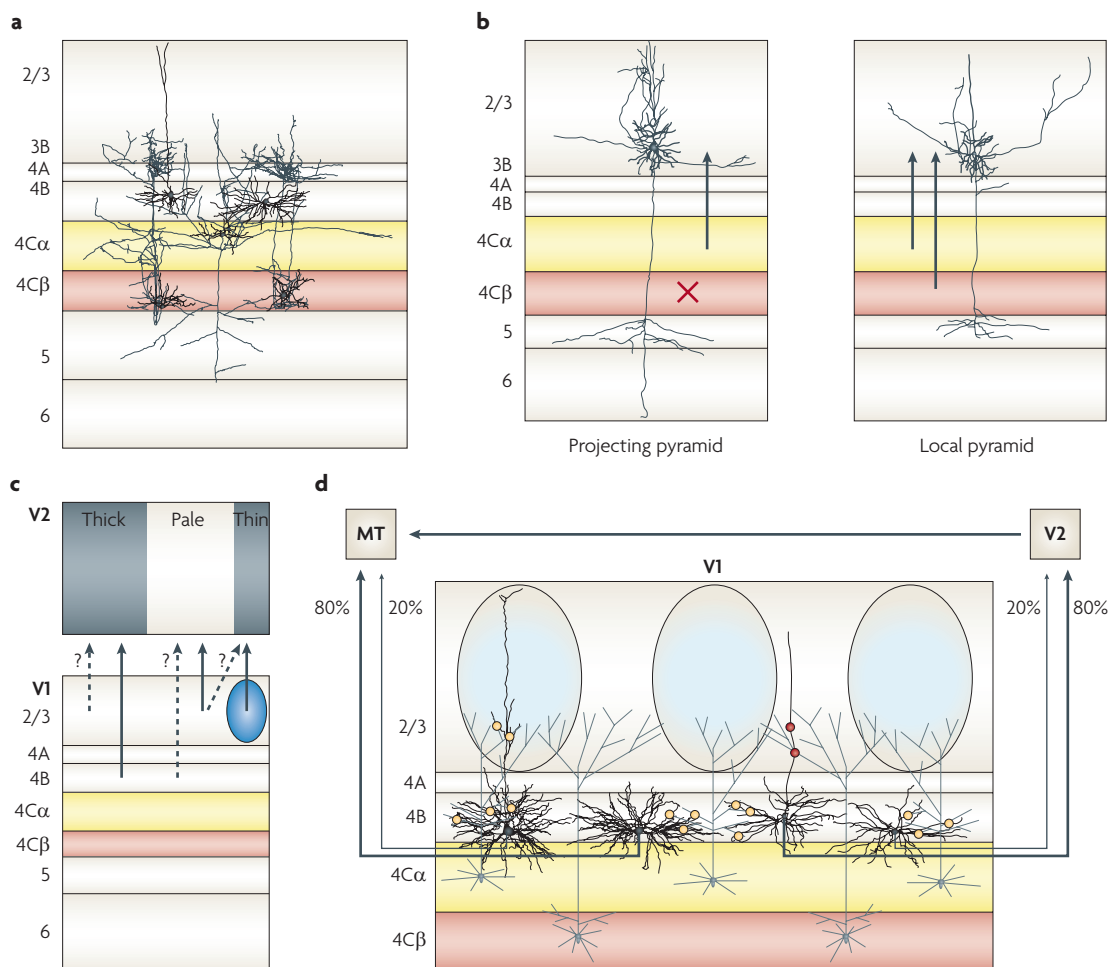 a
2/3
3B
4A
4B
4Cα
4Cβ
5
6
b
2/3
3B
4A
4B
4Cα
4Cβ
5
6
Projecting pyramid
Local pyramid
c
V2
Thick Pale Thin
? ? ?
V1
2/3
4A
4B
4Cα
4Cβ
5
6
d
MT
V2
V1
80% 20%
20% 80%
2/3
4A
4B
4Cα
4Cβ